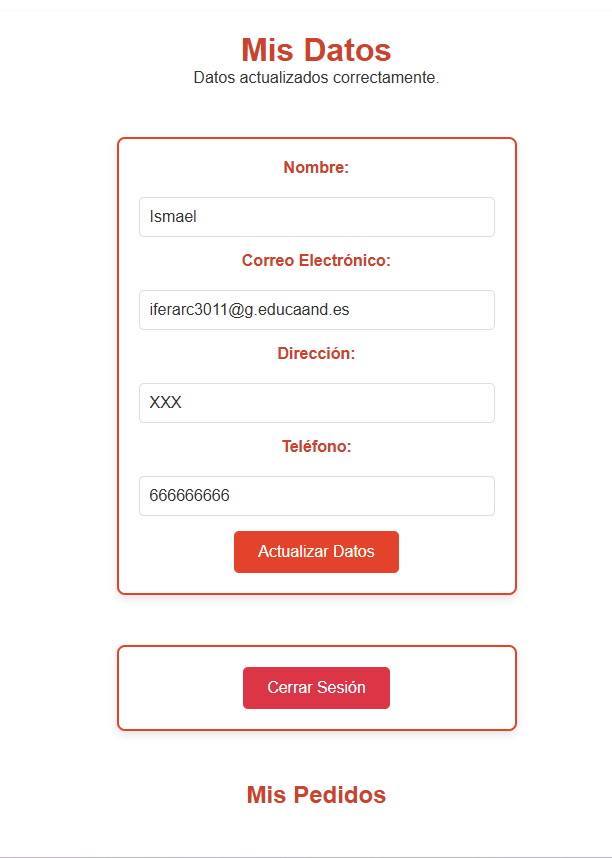 Mis Datos
Datos actualizados correctamente.
Nombre:
Ismael
Correo Electrónico:
iferarc3011@g.educaand.es
Dirección:
XXX
Teléfono:
666666666
Actualizar Datos
Cerrar Sesión
Mis Pedidos